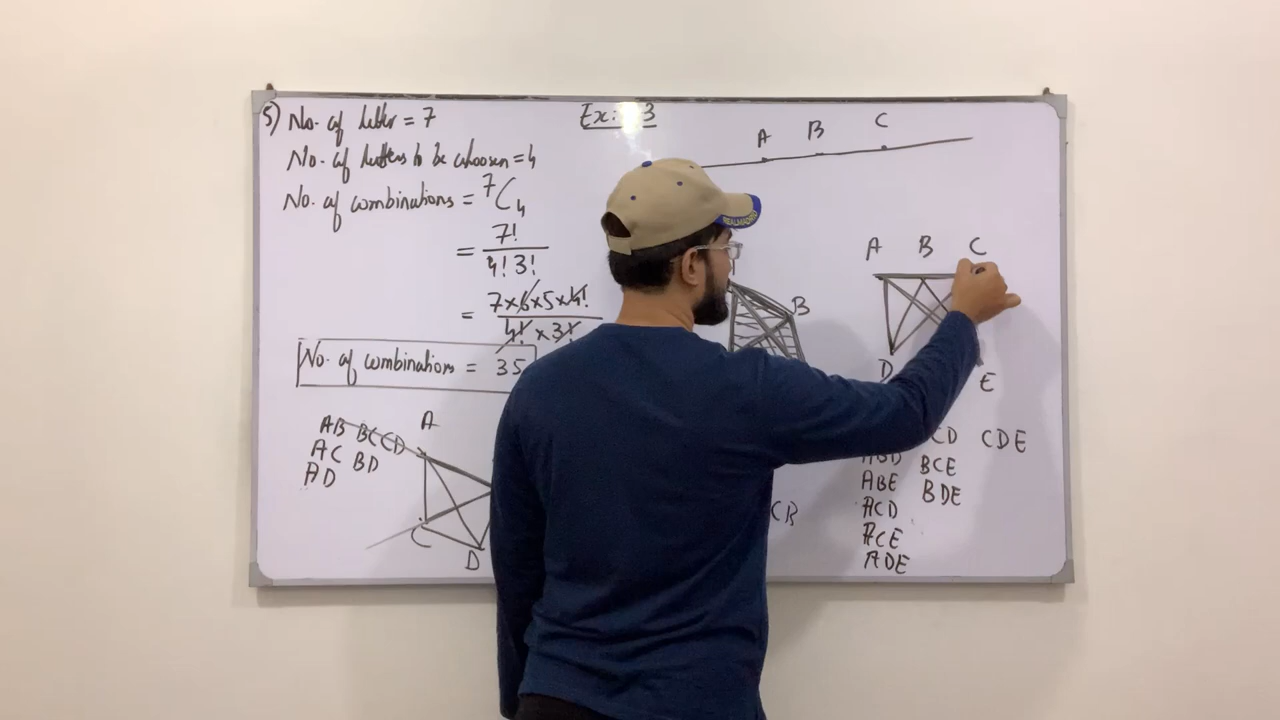 5) No. of letter = 7
No. of letters to be choosen = 4
No. of combinations = ⁷C₄
= 7! / 4! 3!
= 7×6×5×4! / 4! × 3!
No. of combinations = 35
Ex: 3
A B C
B
A B C
D E
AB BC CD
AC BD
AD
A
C
D
CB
CD CDE
ABD BCE
ABE BDE
ACD
ACE
ADE